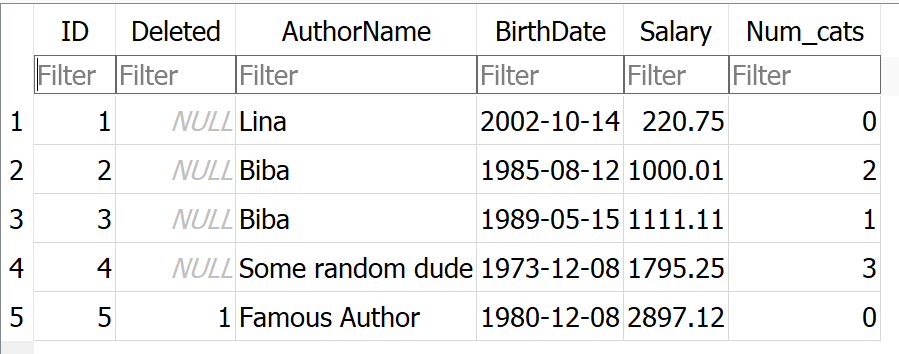 ID Deleted AuthorName BirthDate Salary Num_cats
Filter Filter Filter Filter Filter Filter
1 1 NULL Lina 2002-10-14 220.75 0
2 2 NULL Biba 1985-08-12 1000.01 2
3 3 NULL Biba 1989-05-15 1111.11 1
4 4 NULL Some random dude 1973-12-08 1795.25 3
5 5 1 Famous Author 1980-12-08 2897.12 0